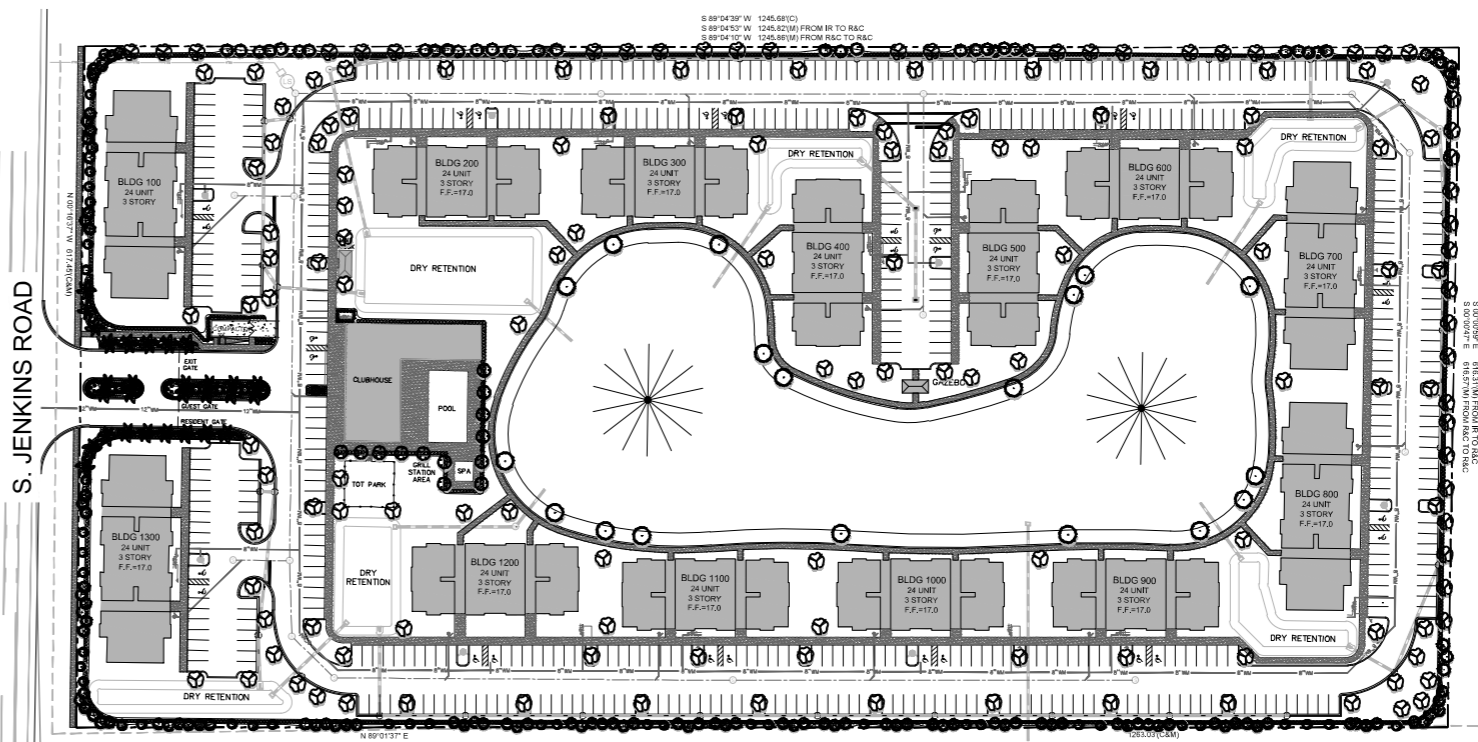 S 89°04'39" W 1245.68'(C)
S 89°04'53" W 1245.82'(M) FROM IR TO R&C
S 89°04'10" W 1245.86'(M) FROM R&C TO R&C
S. JENKINS ROAD
N 00°16'37" W 617.45'(C&M)
BLDG 100
24 UNIT
3 STORY
BLDG 200
24 UNIT
3 STORY
F.F.=17.0
BLDG 300
24 UNIT
3 STORY
F.F.=17.0
DRY RETENTION
BLDG 400
24 UNIT
3 STORY
F.F.=17.0
BLDG 500
24 UNIT
3 STORY
F.F.=17.0
BLDG 600
24 UNIT
3 STORY
F.F.=17.0
DRY RETENTION
BLDG 700
24 UNIT
3 STORY
F.F.=17.0
DRY RETENTION
EXIT
GATE
GUEST GATE
RESIDENT GATE
CLUBHOUSE
POOL
GAZEBO
GRILL
STATION
AREA
SPA
TOT PARK
BLDG 800
24 UNIT
3 STORY
F.F.=17.0
BLDG 1300
24 UNIT
3 STORY
F.F.=17.0
DRY
RETENTION
BLDG 1200
24 UNIT
3 STORY
F.F.=17.0
BLDG 1100
24 UNIT
3 STORY
F.F.=17.0
BLDG 1000
24 UNIT
3 STORY
F.F.=17.0
BLDG 900
24 UNIT
3 STORY
F.F.=17.0
DRY RETENTION
DRY RETENTION
N 89°01'37" E
1263.03'(C&M)